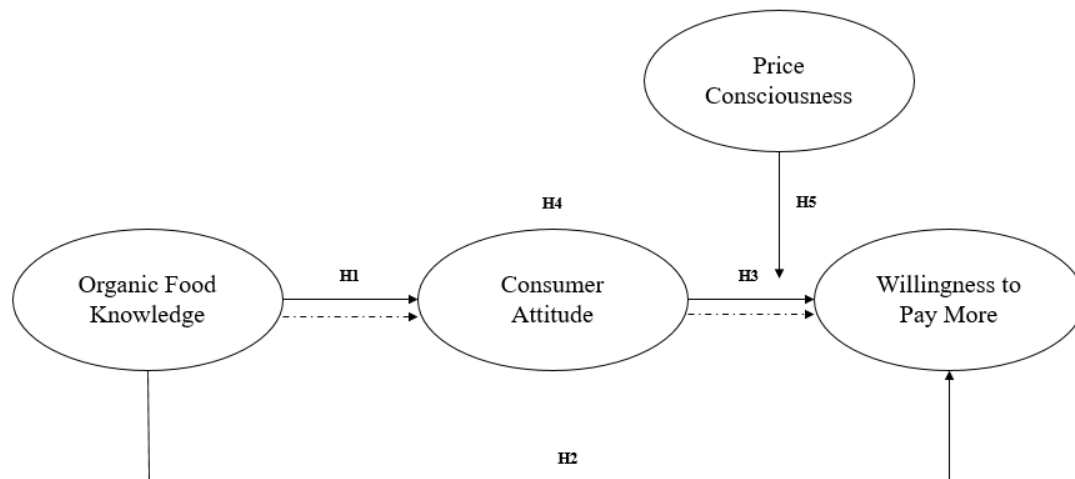 Price
Consciousness
H4
H5
Organic Food
Knowledge
H1
Consumer
Attitude
H3
Willingness to
Pay More
H2